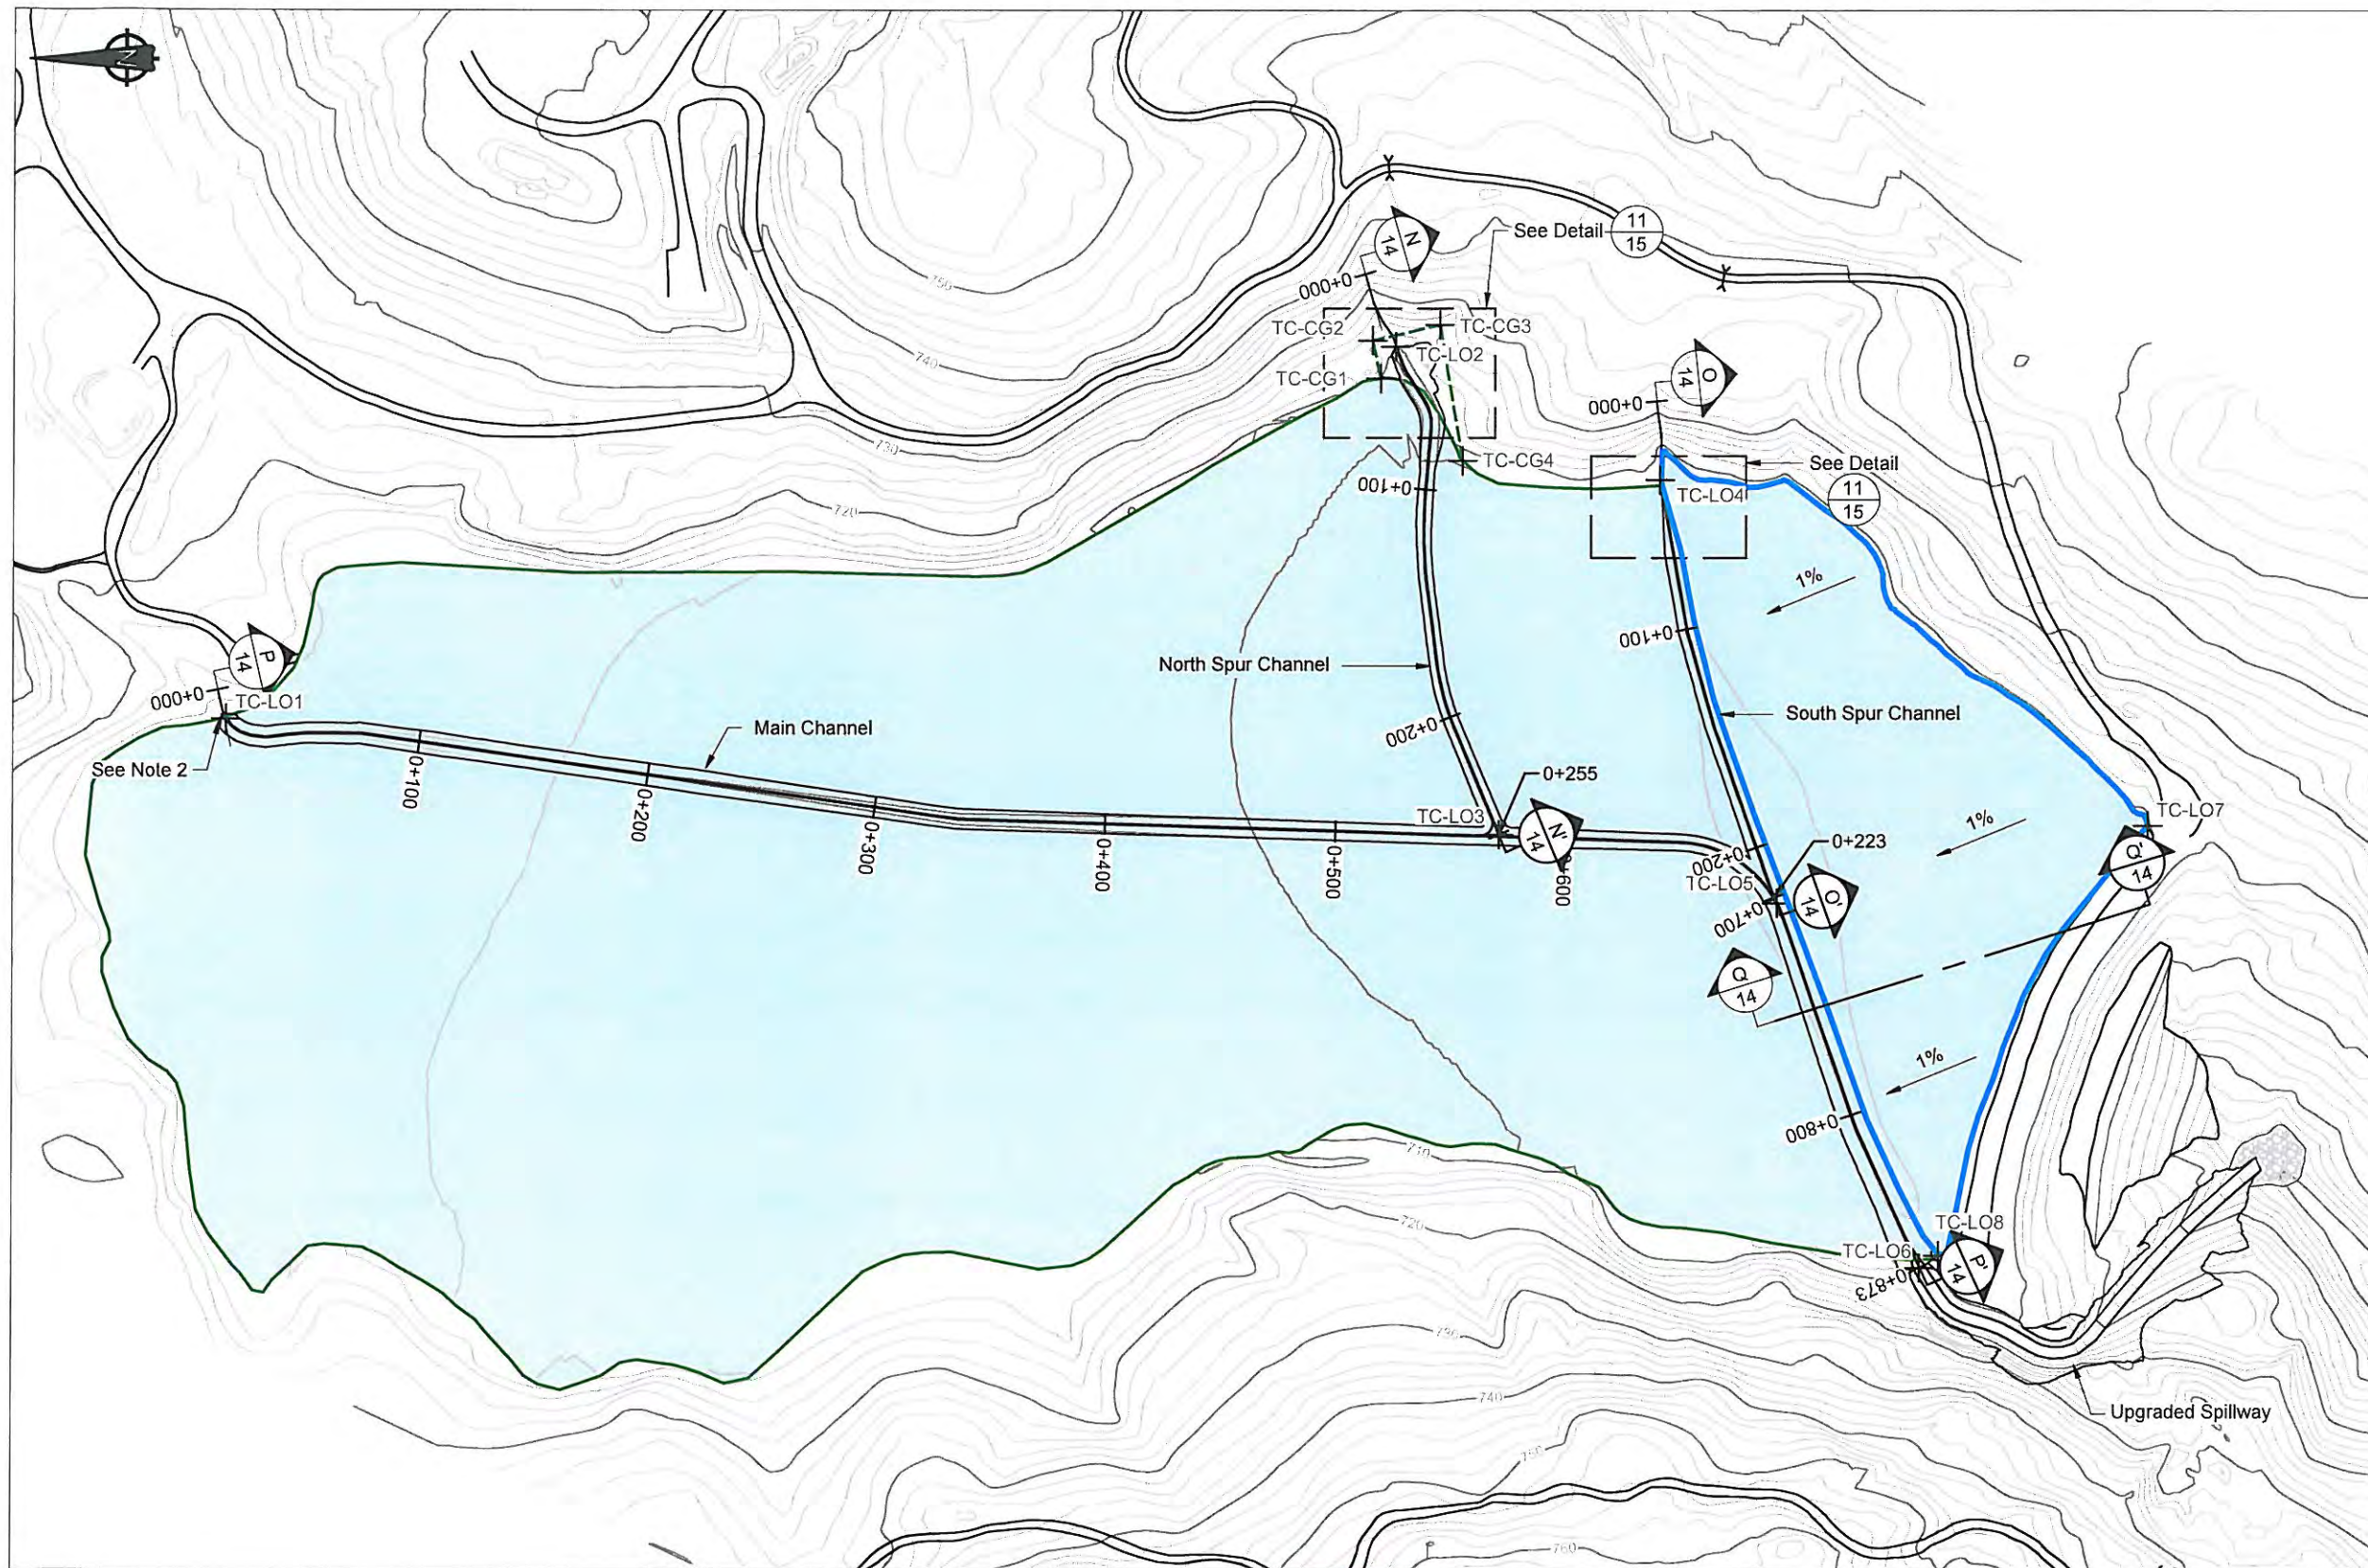 N
750
740
730
720
N
14
See Detail
11
15
0+000
TC-CG2
TC-CG3
TC-LO2
TC-CG1
TC-CG4
0+100
O
14
0+000
See Detail
11
15
TC-LO4
1%
0+100
North Spur Channel
South Spur Channel
P
14
0+000
TC-LO1
See Note 2
Main Channel
0+100
0+200
0+300
0+400
0+500
0+200
0+255
TC-LO3
N'
14
0+200
0+223
TC-LO5
O'
14
0+700
Q
14
1%
TC-LO7
Q'
14
1%
0+800
710
720
TC-LO8
TC-LO6
P'
14
0+873
730
740
750
760
Upgraded Spillway